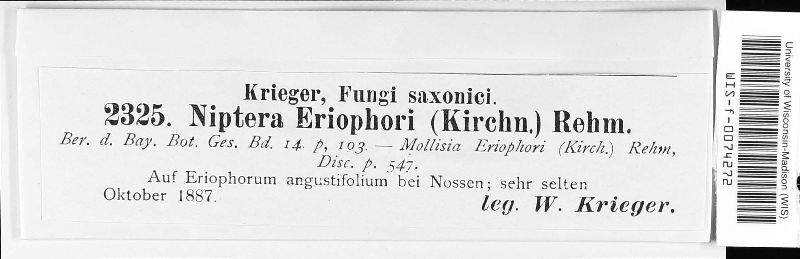 Krieger, Fungi saxonici.
2325. Niptera Eriophori (Kirchn.) Rehm.
Ber. d. Bay. Bot. Ges. Bd. 14. p, 103. — Mollisia Eriophori (Kirch.) Rehm,
Disc. p. 547.
Auf Eriophorum angustifolium bei Nossen; sehr selten
Oktober 1887.
leg. W. Krieger.
WIS-f-0074272
University of Wisconsin-Madison (WIS)